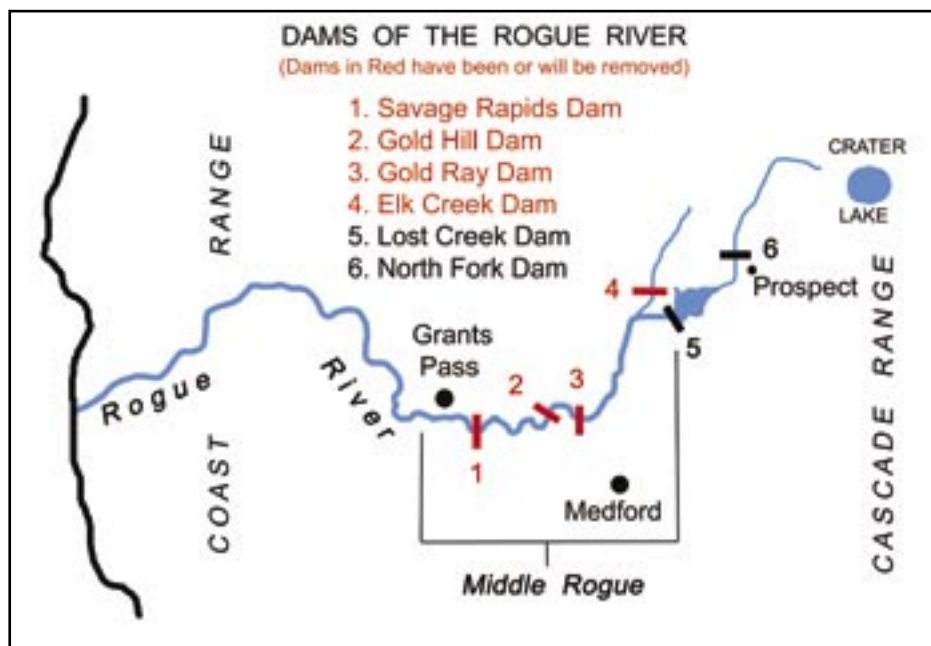 DAMS OF THE ROGUE RIVER
(Dams in Red have been or will be removed)
1. Savage Rapids Dam
2. Gold Hill Dam
3. Gold Ray Dam
4. Elk Creek Dam
5. Lost Creek Dam
6. North Fork Dam
CRATER
LAKE
COAST RANGE
CASCADE RANGE
6
Prospect
4
5
Grants
Pass
Rogue River
2
3
1
Medford
Middle Rogue